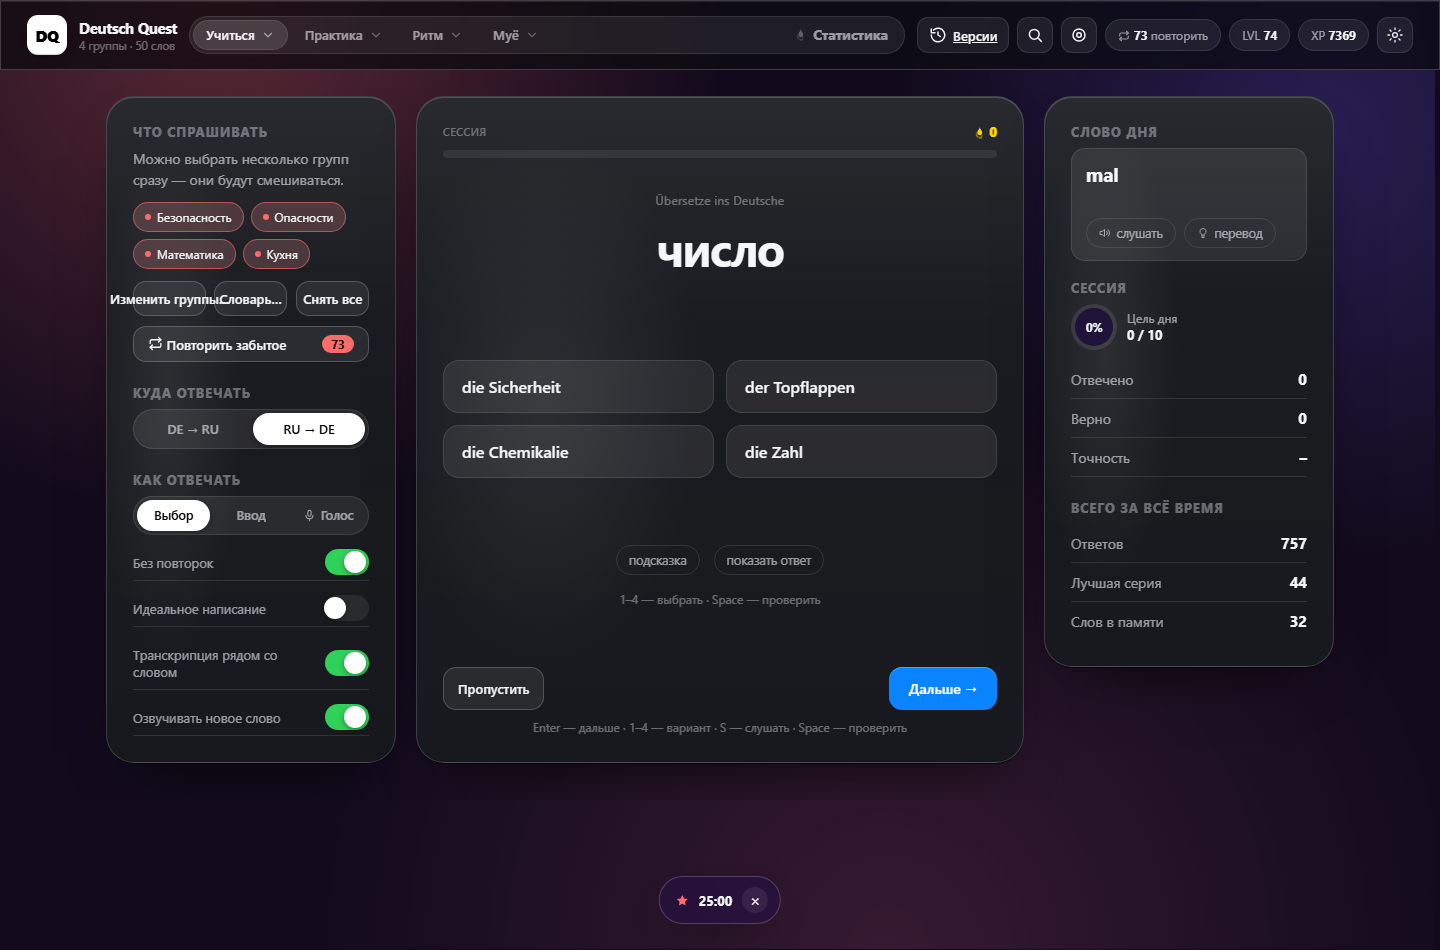 DQ
Deutsch Quest
4 группы · 50 слов
Учиться
Практика
Ритм
Муё
Статистика
Версии
73 повторить
LVL 74
XP 7369
ЧТО СПРАШИВАТЬ
Можно выбрать несколько групп
сразу — они будут смешиваться.
Безопасность
Опасности
Математика
Кухня
Изменить группы...
Словарь...
Снять все
Повторить забытое
73
КУДА ОТВЕЧАТЬ
DE → RU
RU → DE
КАК ОТВЕЧАТЬ
Выбор
Ввод
Голос
Без повторок
Идеальное написание
Транскрипция рядом со
словом
Озвучивать новое слово
СЕССИЯ
0
Übersetze ins Deutsche
число
die Sicherheit
der Topflappen
die Chemikalie
die Zahl
подсказка
показать ответ
1–4 — выбрать · Space — проверить
Пропустить
Дальше →
Enter — дальше · 1–4 — вариант · S — слушать · Space — проверить
СЛОВО ДНЯ
mal
слушать
перевод
СЕССИЯ
0%
Цель дня
0 / 10
Отвечено 0
Верно 0
Точность –
ВСЕГО ЗА ВСЁ ВРЕМЯ
Ответов 757
Лучшая серия 44
Слов в памяти 32
25:00